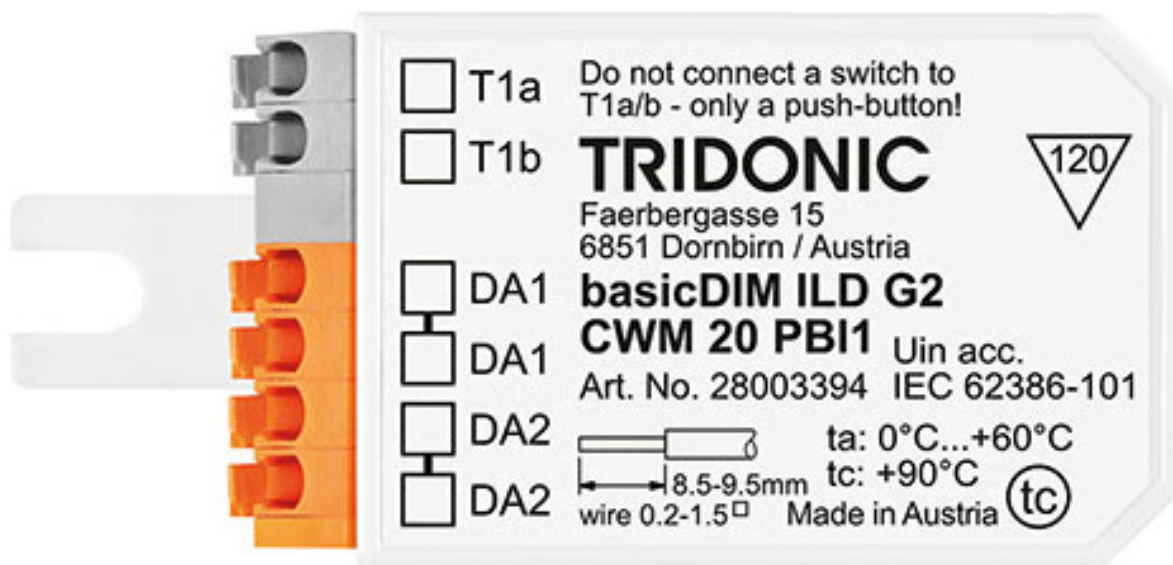 T1a
T1b
DA1
DA1
DA2
DA2
Do not connect a switch to
T1a/b - only a push-button!
TRIDONIC
Faerbergasse 15
6851 Dornbirn / Austria
120
basicDIM ILD G2
CWM 20 PBI1
Uin acc.
Art. No. 28003394 IEC 62386-101
8.5-9.5mm
wire 0.2-1.5□
ta: 0°C...+60°C
tc: +90°C
Made in Austria
tc